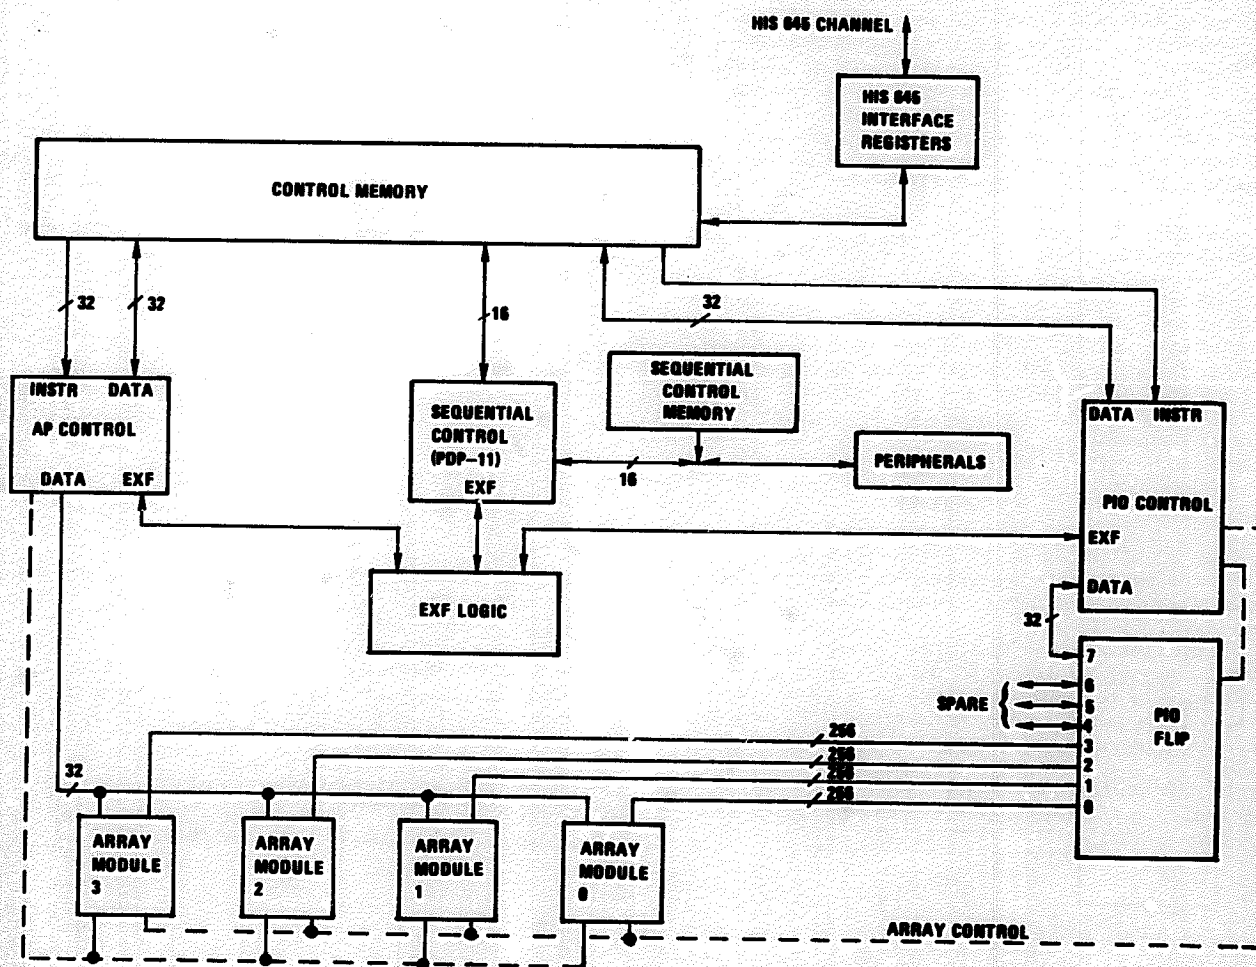 HIS 645 CHANNEL
HIS 645
INTERFACE
REGISTERS
CONTROL MEMORY
32
32
16
32
INSTR DATA
AP CONTROL
DATA EXF
SEQUENTIAL
CONTROL
(PDP-11)
EXF
SEQUENTIAL
CONTROL
MEMORY
16
PERIPHERALS
DATA INSTR
PIO CONTROL
EXF
DATA
EXF LOGIC
32
7
6
5
4
3
2
1
0
SPARE
PIO
FLIP
256
256
256
256
32
ARRAY
MODULE
3
ARRAY
MODULE
2
ARRAY
MODULE
1
ARRAY
MODULE
0
ARRAY CONTROL